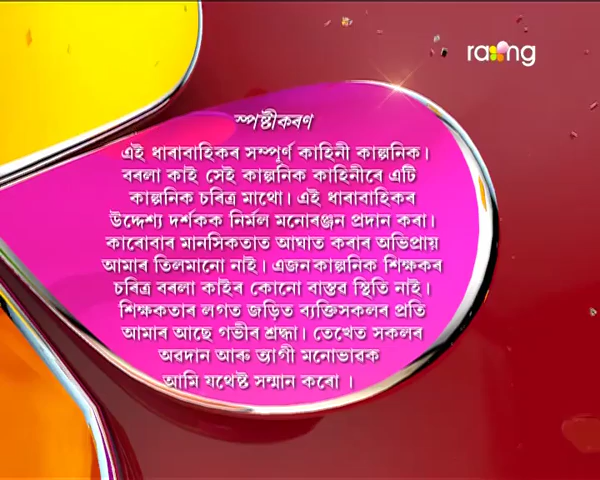 rang
স্পষ্টীকৰণ
এই ধাৰাবাহিকৰ সম্পূৰ্ণ কাহিনী কাল্পনিক।
বৰলা কাই সেই কাল্পনিক কাহিনীৰে এটি
কাল্পনিক চৰিত্ৰ মাথো। এই ধাৰাবাহিকৰ
উদ্দেশ্য দৰ্শকক নিৰ্মল মনোৰঞ্জন প্ৰদান কৰা।
কাৰোবাৰ মানসিকতাত আঘাত কৰাৰ অভিপ্ৰায়
আমাৰ তিলমানো নাই। এজন কাল্পনিক শিক্ষকৰ
চৰিত্ৰ বৰলা কাইৰ কোনো বাস্তৱ স্থিতি নাই।
শিক্ষকতাৰ লগত জড়িত ব্যক্তিসকলৰ প্ৰতি
আমাৰ আছে গভীৰ শ্ৰদ্ধা। তেখেত সকলৰ
অৱদান আৰু ত্যাগী মনোভাৱক
আমি যথেষ্ট সন্মান কৰো ।